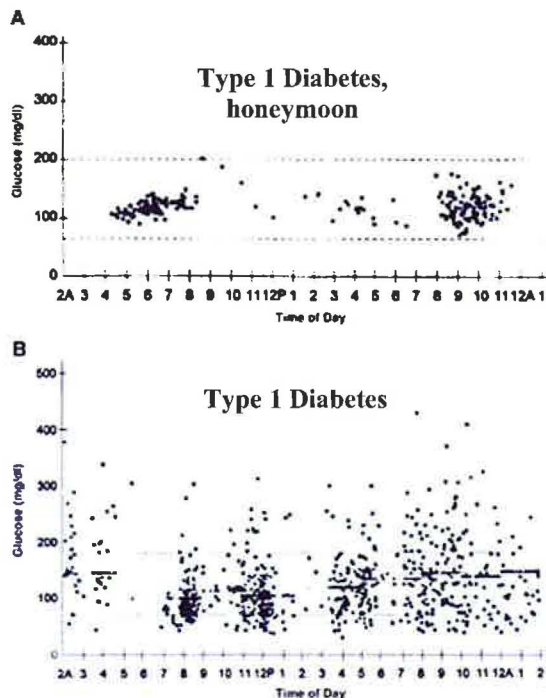 A
400
Type 1 Diabetes,
honeymoon
300
Glucose (mg/dl)
200
100
0
2A 3 4 5 6 7 8 9 10 11 12P 1 2 3 4 5 6 7 8 9 10 11 12A 1
Time of Day
B
500
Type 1 Diabetes
400
Glucose (mg/dl)
300
200
100
0
2A 3 4 5 6 7 8 9 10 11 12P 1 2 3 4 5 6 7 8 9 10 11 12A 1 2
Time of Day